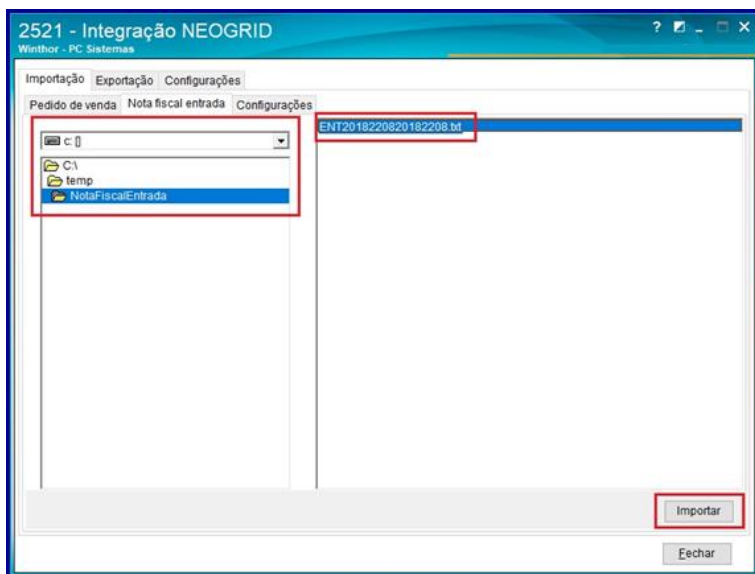 2521 - Integração NEOGRID
Winthor - PC Sistemas
Importação Exportação Configurações
Pedido de venda Nota fiscal entrada Configurações
c: []
ENT2018220820182208.txt
C:\
temp
NotaFiscalEntrada
Importar
Fechar